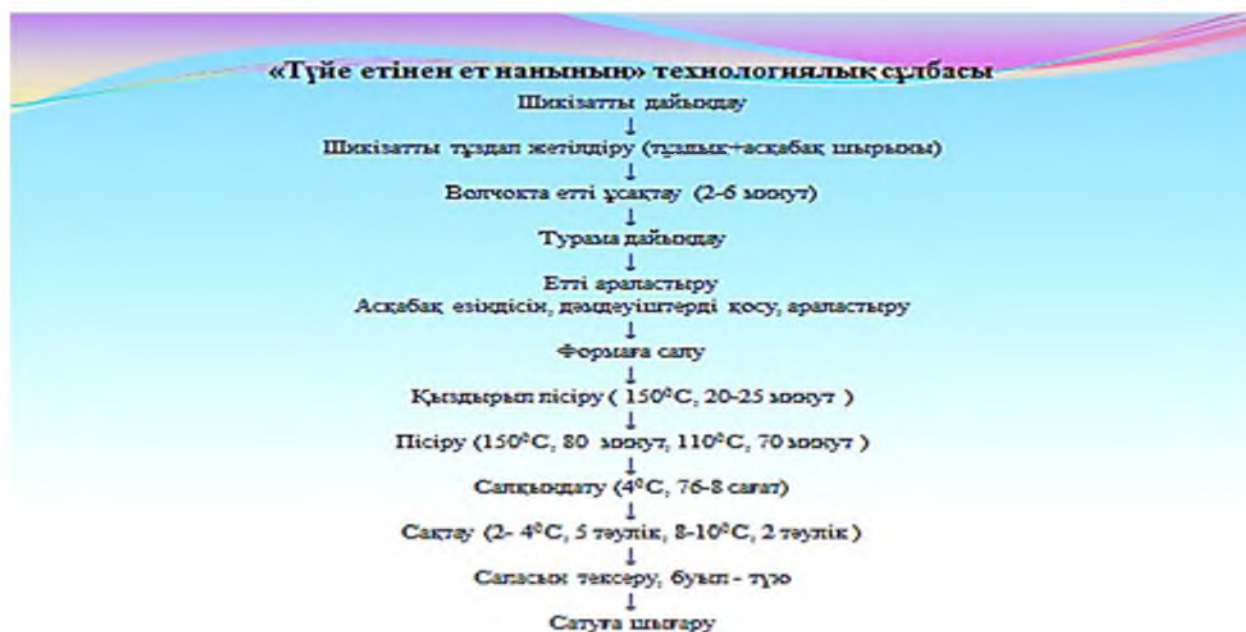 «Түйе етінен ет нанының» технологиялық сұлбасы
Шикізатты дайындау
↓
Шикізатты тұздап жетілдіру (тұздық+асқабақ шырыны)
↓
Волчокта етті ұсақтау (2-6 минут)
↓
Турама дайындау
↓
Етті араластыру
Асқабақ езіндісін, дәмдеуіштерді қосу, араластыру
↓
Формаға салу
↓
Қыздырып пісіру ( 150⁰С, 20-25 минут )
↓
Пісіру (150⁰С, 80 минут, 110⁰С, 70 минут )
↓
Салқындату (4⁰С, 76-8 сағат)
↓
Сақтау (2- 4⁰С, 5 тәулік, 8-10⁰С, 2 тәулік )
↓
Сапасын тексеру, буып - түю
↓
Сатуға шығару